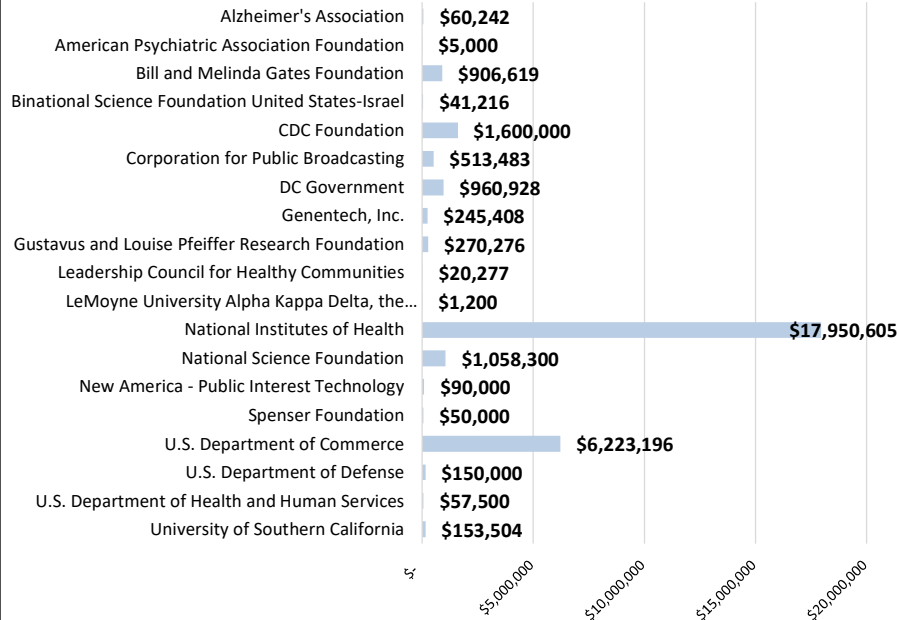 Alzheimer's Association $60,242
American Psychiatric Association Foundation $5,000
Bill and Melinda Gates Foundation $906,619
Binational Science Foundation United States-Israel $41,216
CDC Foundation $1,600,000
Corporation for Public Broadcasting $513,483
DC Government $960,928
Genentech, Inc. $245,408
Gustavus and Louise Pfeiffer Research Foundation $270,276
Leadership Council for Healthy Communities $20,277
LeMoyne University Alpha Kappa Delta, the… $1,200
National Institutes of Health $17,950,605
National Science Foundation $1,058,300
New America - Public Interest Technology $90,000
Spenser Foundation $50,000
U.S. Department of Commerce $6,223,196
U.S. Department of Defense $150,000
U.S. Department of Health and Human Services $57,500
University of Southern California $153,504
$- $5,000,000 $10,000,000 $15,000,000 $20,000,000